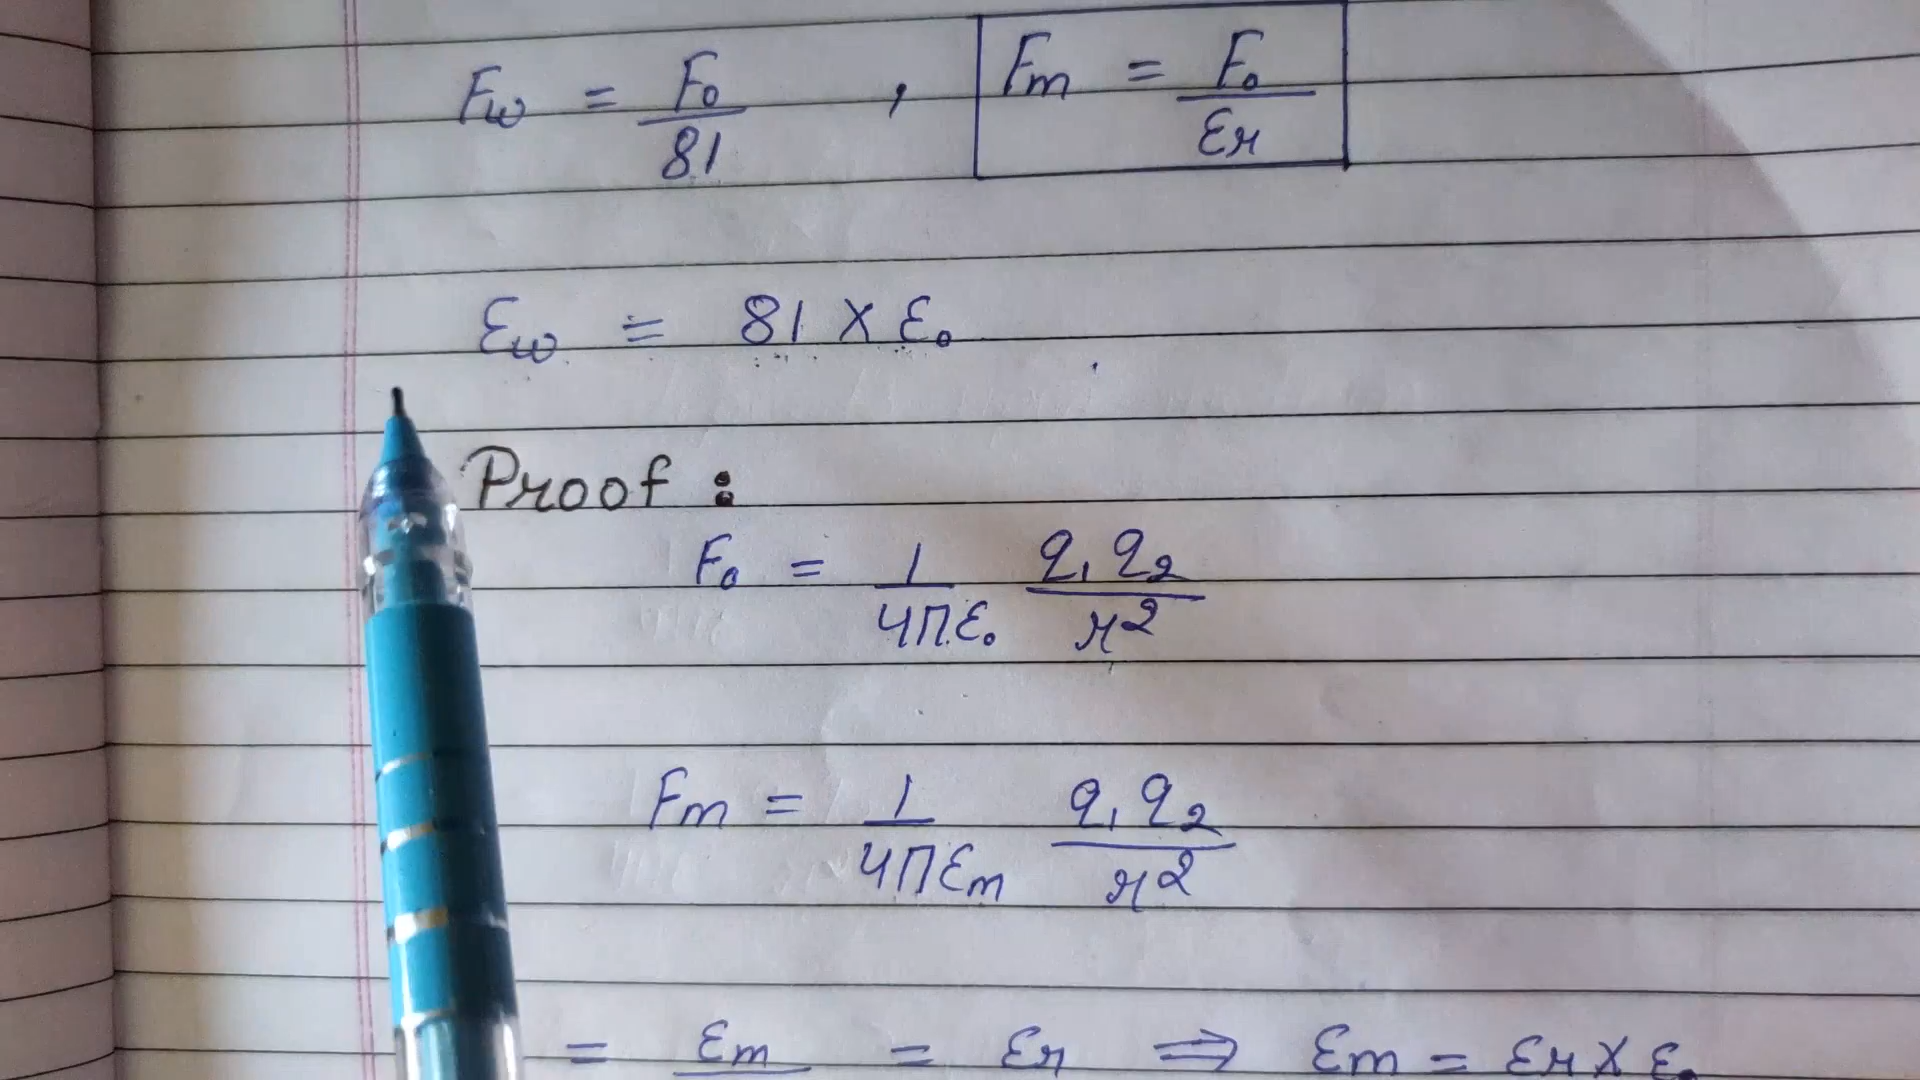 Fw = F₀/81 , Fm = F₀/εr
εw = 81 × ε₀
Proof :
F₀ = 1/4πε₀ q₁q₂/r²
Fm = 1/4πεm q₁q₂/r²
= εm = εr ⇒ εm = εr × ε₀